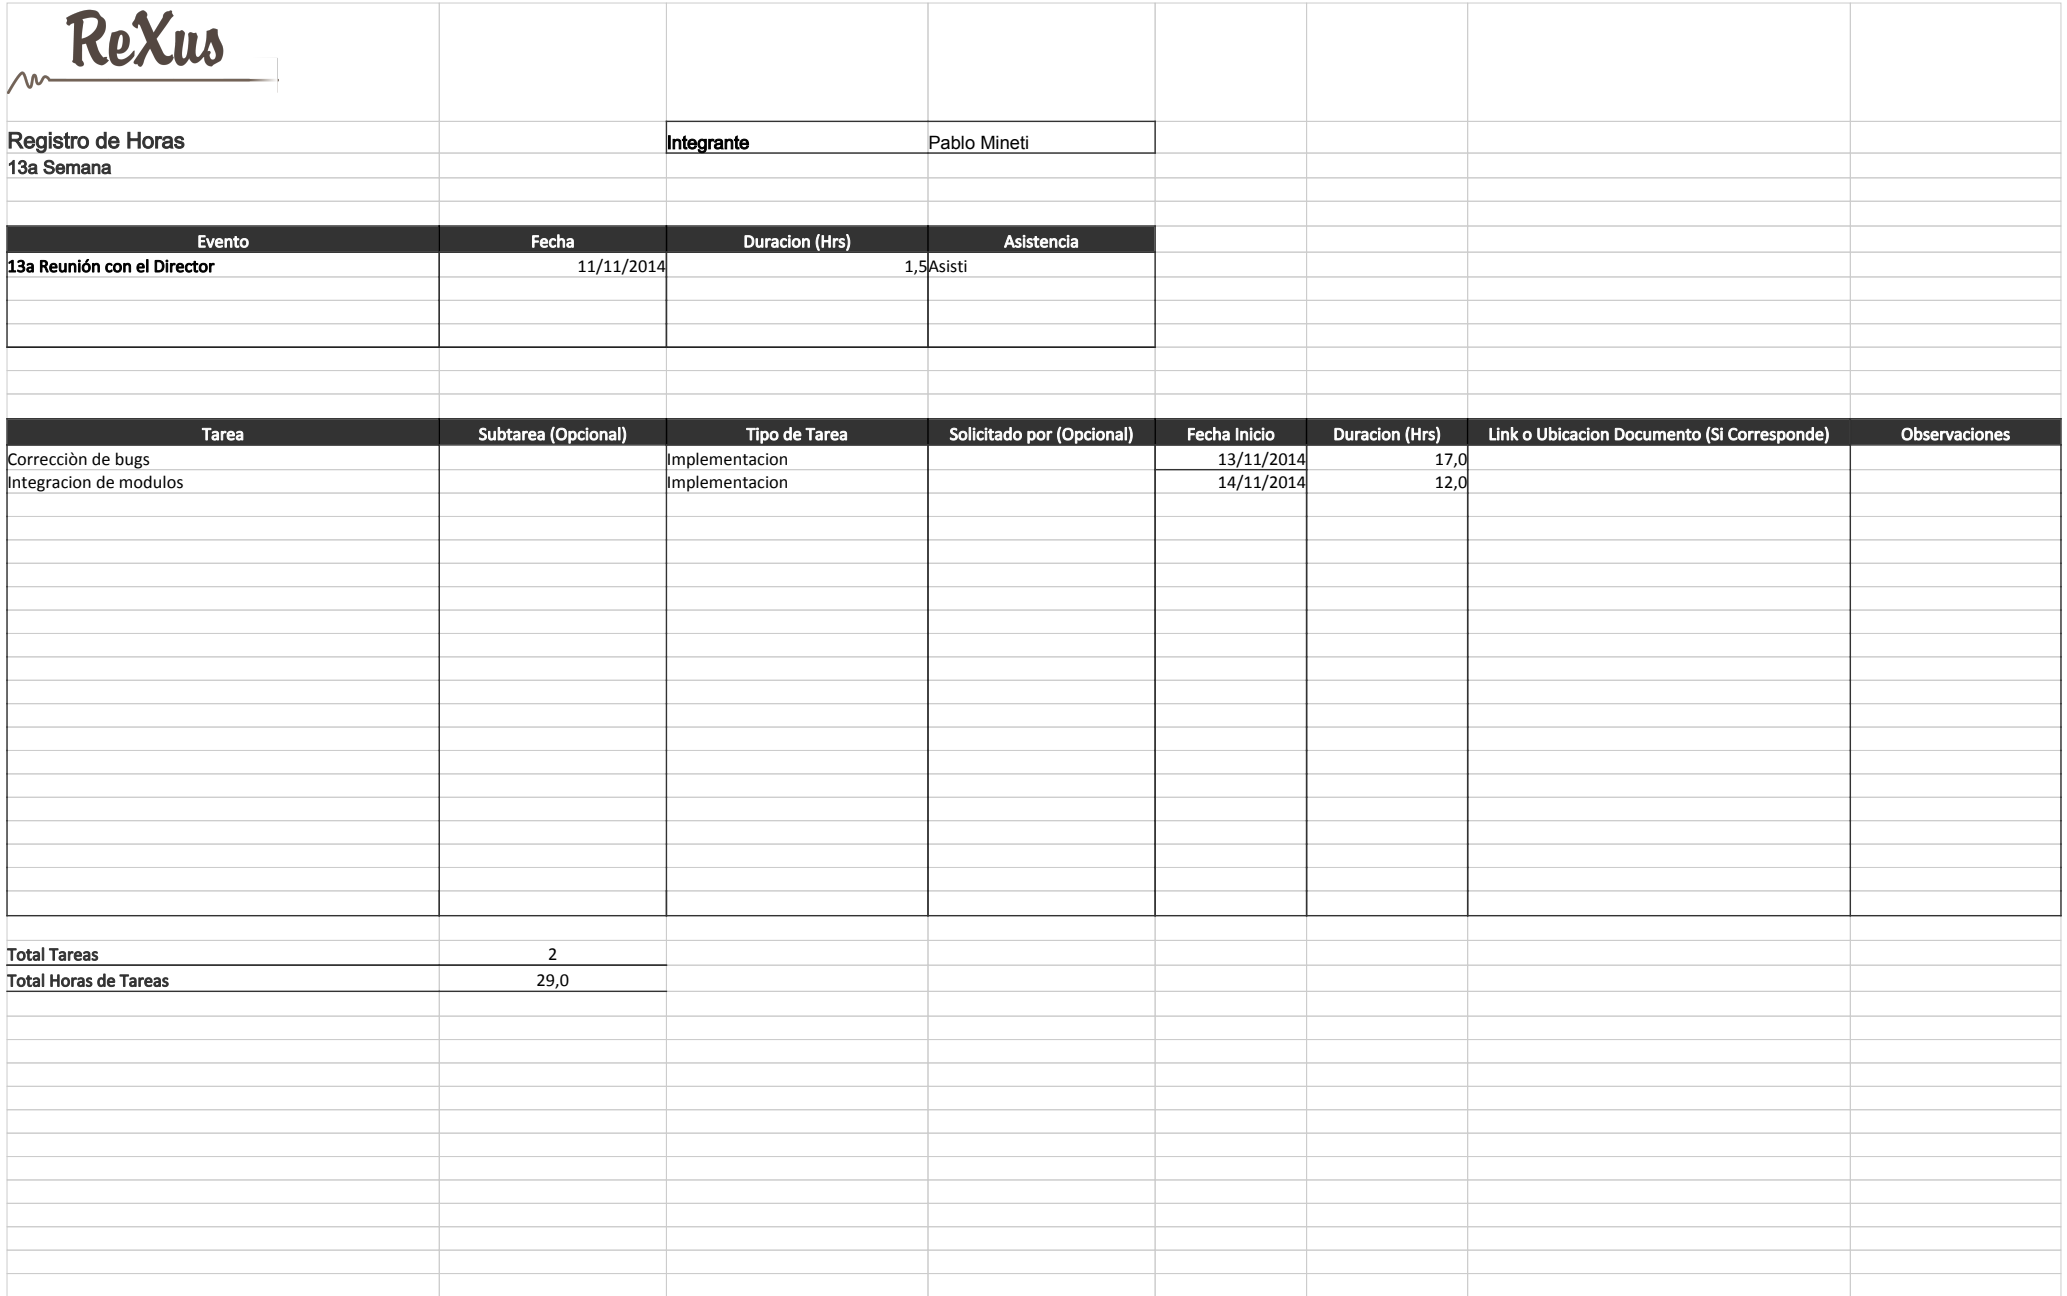 ReXus
Registro de Horas Integrante Pablo Mineti
13a Semana
Evento Fecha Duracion (Hrs) Asistencia
13a Reunión con el Director 11/11/2014 1,5 Asisti
Tarea Subtarea (Opcional) Tipo de Tarea Solicitado por (Opcional) Fecha Inicio Duracion (Hrs) Link o Ubicacion Documento (Si Corresponde) Observaciones
Correcciòn de bugs Implementacion 13/11/2014 17,0
Integracion de modulos Implementacion 14/11/2014 12,0
Total Tareas 2
Total Horas de Tareas 29,0